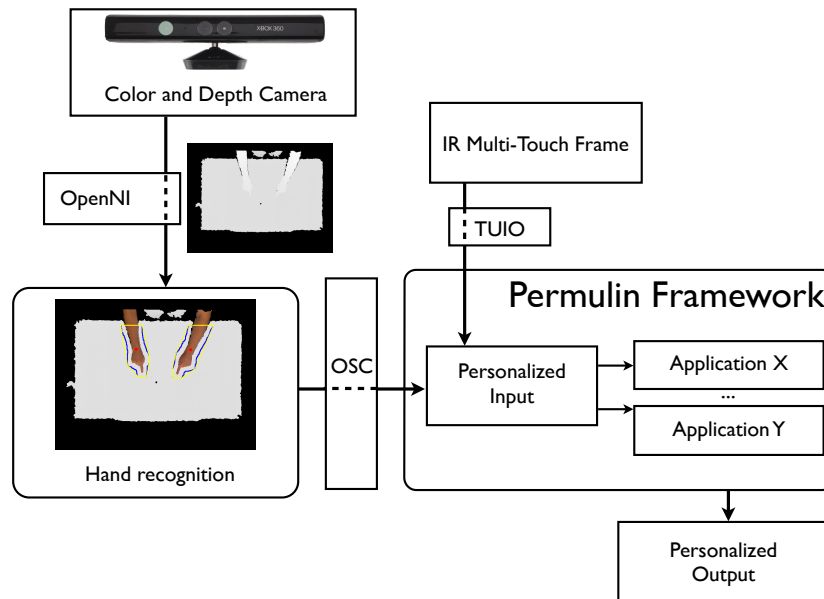 XBOX 360
Color and Depth Camera
IR Multi-Touch Frame
OpenNI
TUIO
Permulin Framework
OSC
Personalized
Input
Application X
...
Application Y
Hand recognition
Personalized
Output